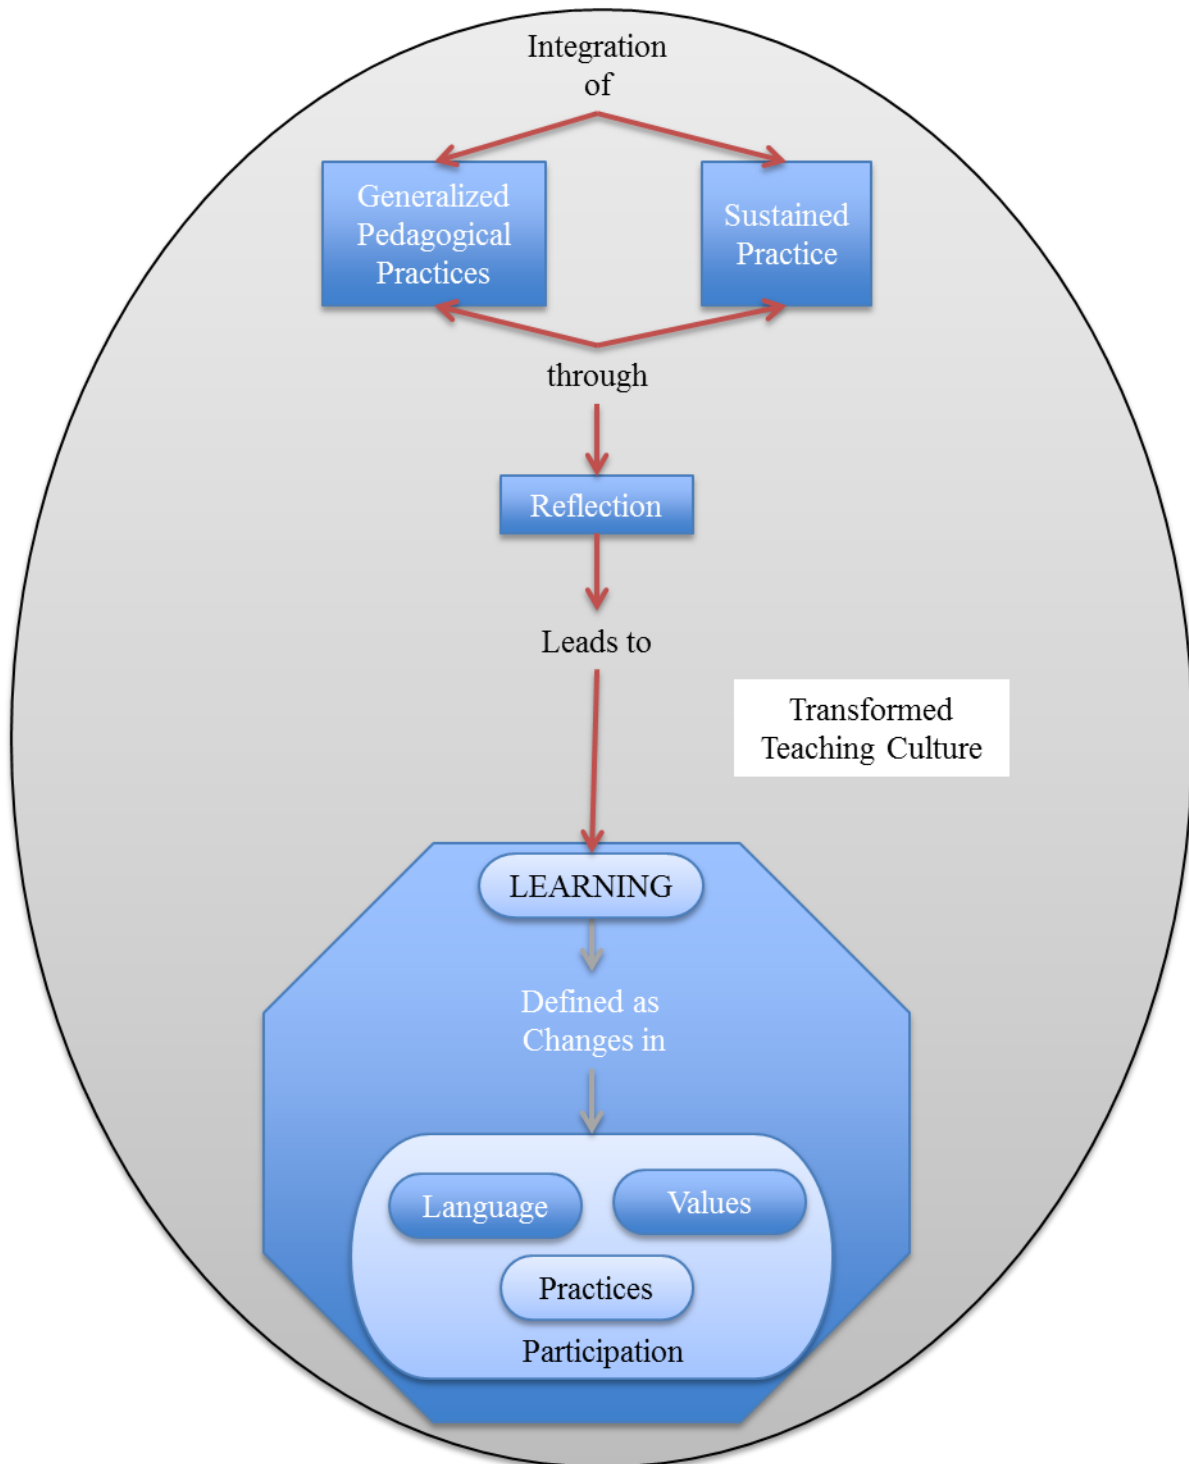 Integration
of
Generalized
Pedagogical
Practices
Sustained
Practice
through
Reflection
Leads to
Transformed
Teaching Culture
LEARNING
Defined as
Changes in
Language
Values
Practices
Participation